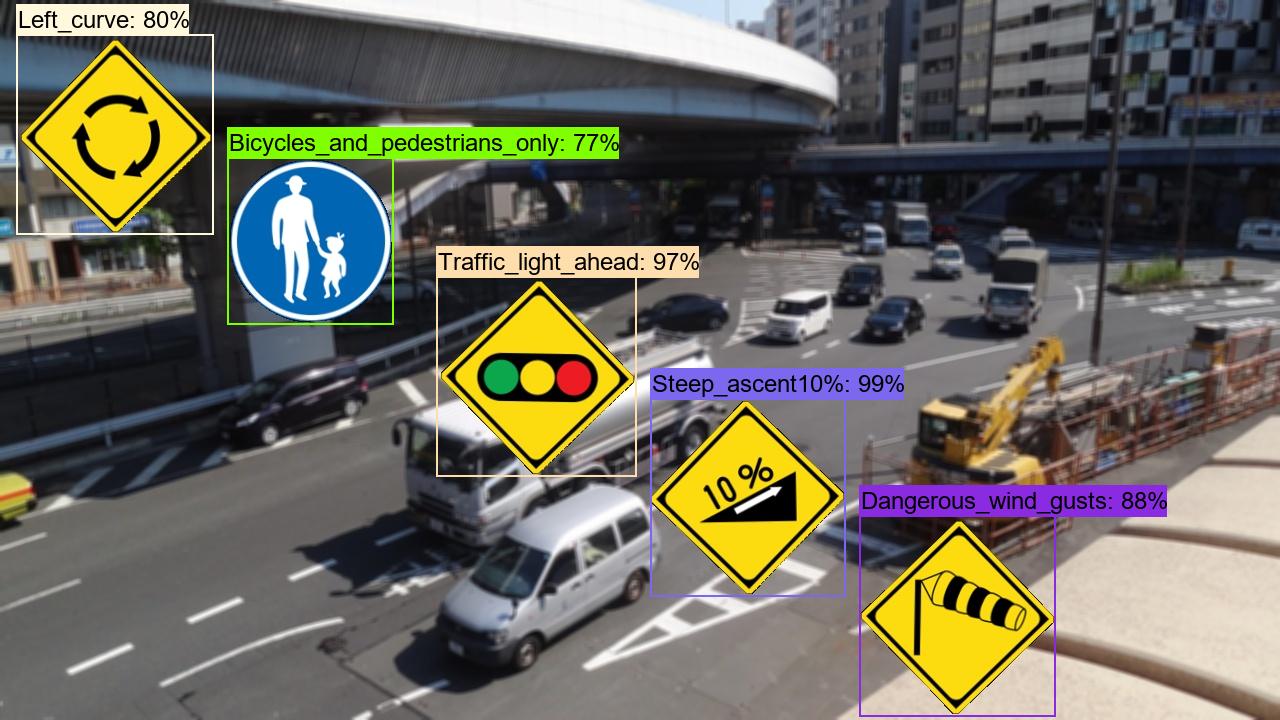 Left_curve: 80%
Bicycles_and_pedestrians_only: 77%
Traffic_light_ahead: 97%
Steep_ascent10%: 99%
10 %
Dangerous_wind_gusts: 88%